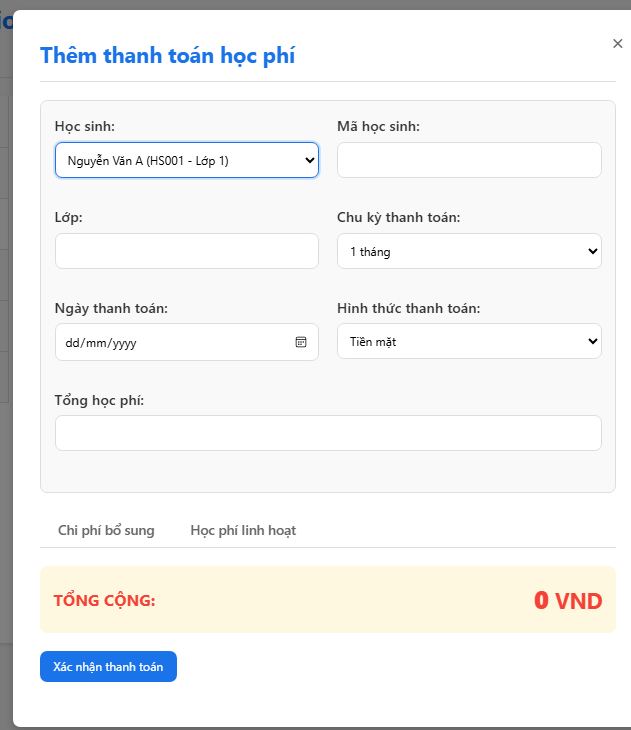 Thêm thanh toán học phí
×
Học sinh:
Mã học sinh:
Nguyễn Văn A (HS001 - Lớp 1)
Lớp:
Chu kỳ thanh toán:
1 tháng
Ngày thanh toán:
Hình thức thanh toán:
dd/mm/yyyy
Tiền mặt
Tổng học phí:
Chi phí bổ sung
Học phí linh hoạt
TỔNG CỘNG:
0 VND
Xác nhận thanh toán